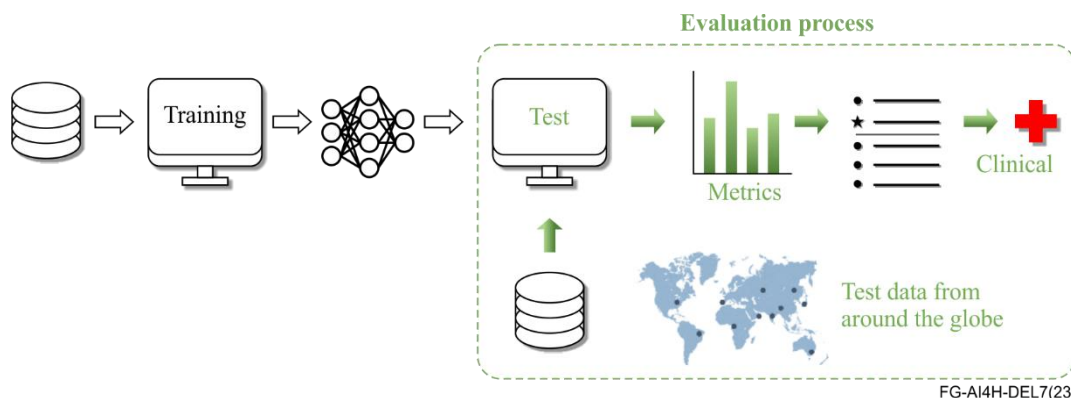 Evaluation process
Training
Test
Metrics
Clinical
Test data from
around the globe
FG-AI4H-DEL7(23